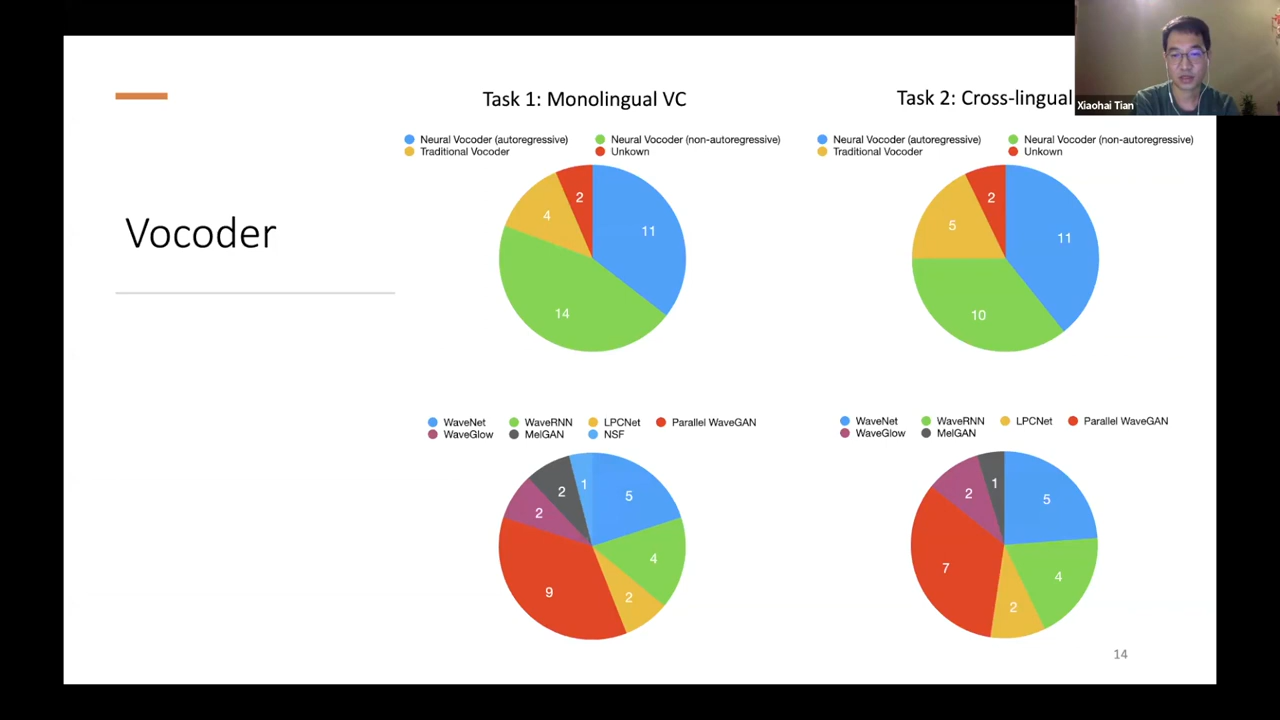 Xiaohai Tian
Vocoder
Task 1: Monolingual VC
Neural Vocoder (autoregressive) Neural Vocoder (non-autoregressive)
Traditional Vocoder Unkown
2
4
11
14
Task 2: Cross-lingual
Neural Vocoder (autoregressive) Neural Vocoder (non-autoregressive)
Traditional Vocoder Unkown
2
5
11
10
WaveNet WaveRNN LPCNet Parallel WaveGAN
WaveGlow MelGAN NSF
1
2
5
2
4
9
2
WaveNet WaveRNN LPCNet Parallel WaveGAN
WaveGlow MelGAN
1
2
5
7
4
2
14